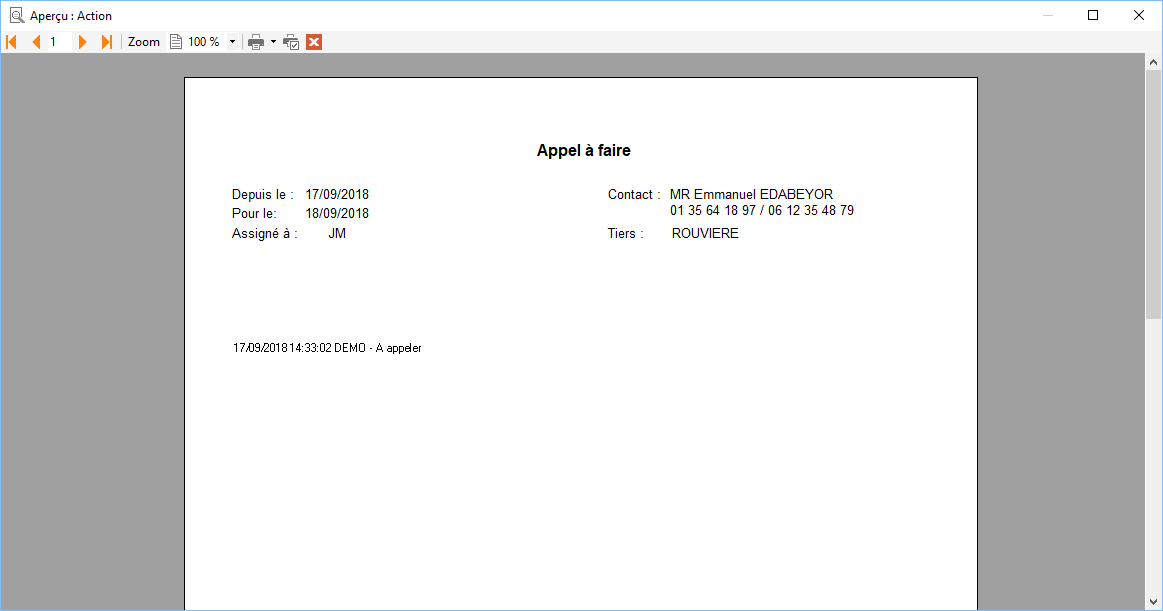 Aperçu : Action
1 Zoom 100 %
Appel à faire
Depuis le : 17/09/2018 Contact : MR Emmanuel EDABEYOR
01 35 64 18 97 / 06 12 35 48 79
Pour le: 18/09/2018
Assigné à : JM Tiers : ROUVIERE
17/09/2018 14:33:02 DEMO - A appeler